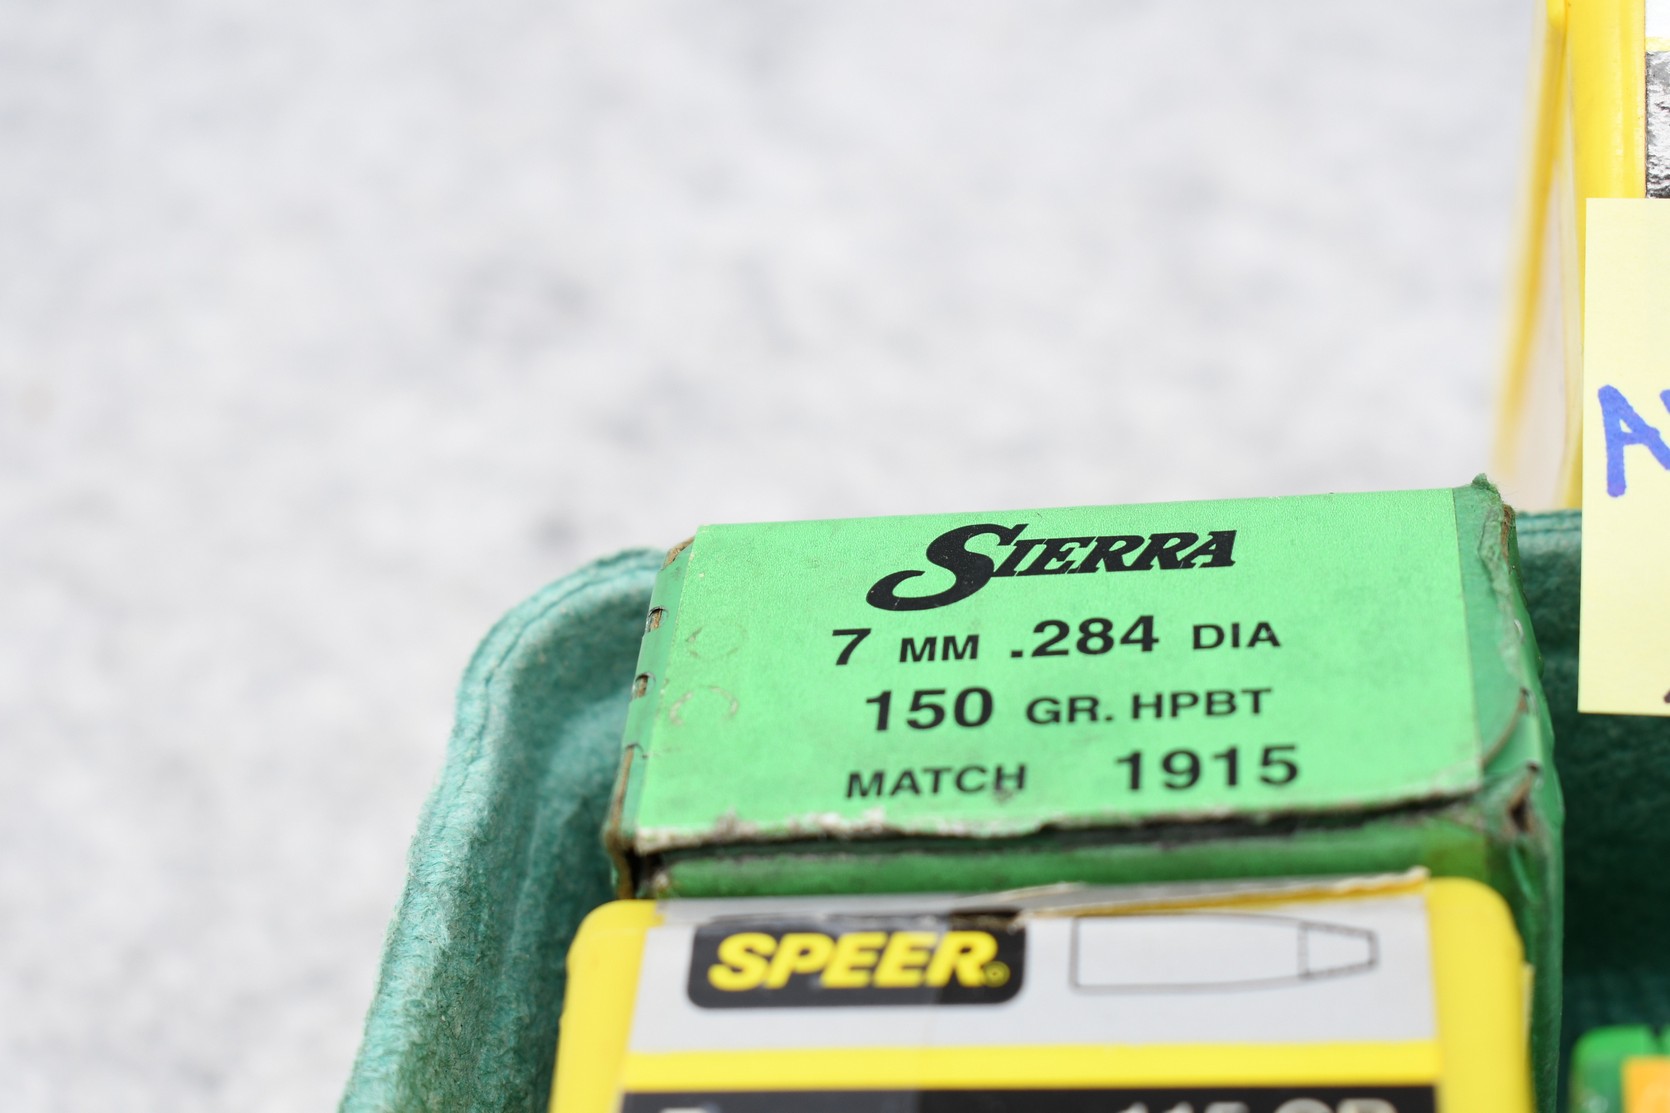 SIERRA
7 MM .284 DIA
150 GR. HPBT
MATCH 1915
SPEER